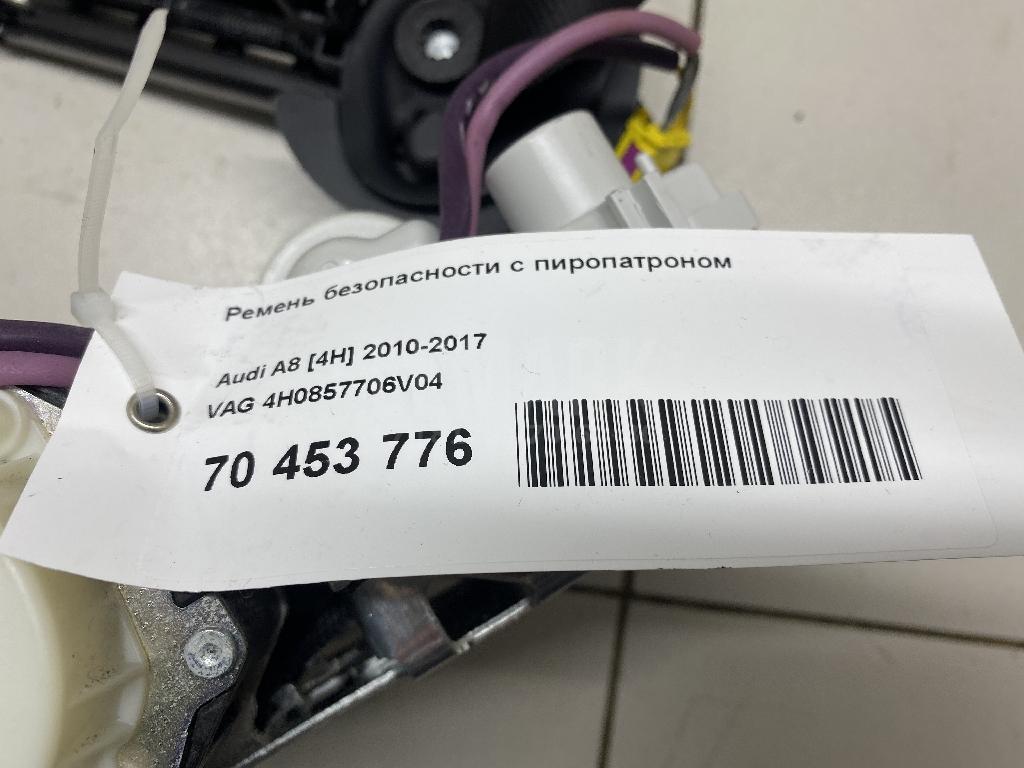 Ремень безопасности с пиропатроном
Audi A8 [4H] 2010-2017
VAG 4H0857706V04
70 453 776